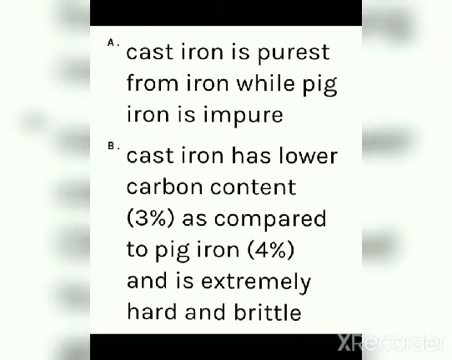 A. cast iron is purest
from iron while pig
iron is impure
B. cast iron has lower
carbon content
(3%) as compared
to pig iron (4%)
and is extremely
hard and brittle
XRecorder